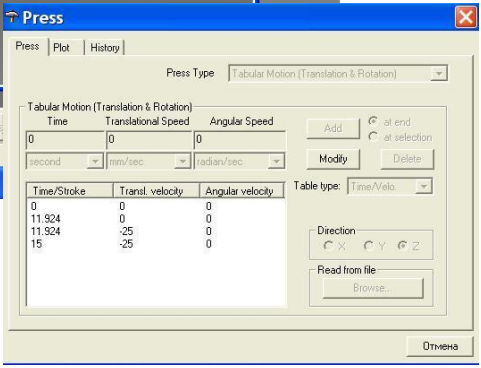 Press
Press Plot History
Press Type Tabular Motion (Translation & Rotation)
Tabular Motion (Translation & Rotation)
Time Translational Speed Angular Speed
0 0 0
second mm/sec radian/sec
Add at end
at selection
Modify Delete
Table type: Time/Velo.
Time/Stroke Transl. velocity Angular velocity
0 0 0
11.924 0 0
11.924 -25 0
15 -25 0
Direction
X Y Z
Read from file
Browse...
Отмена